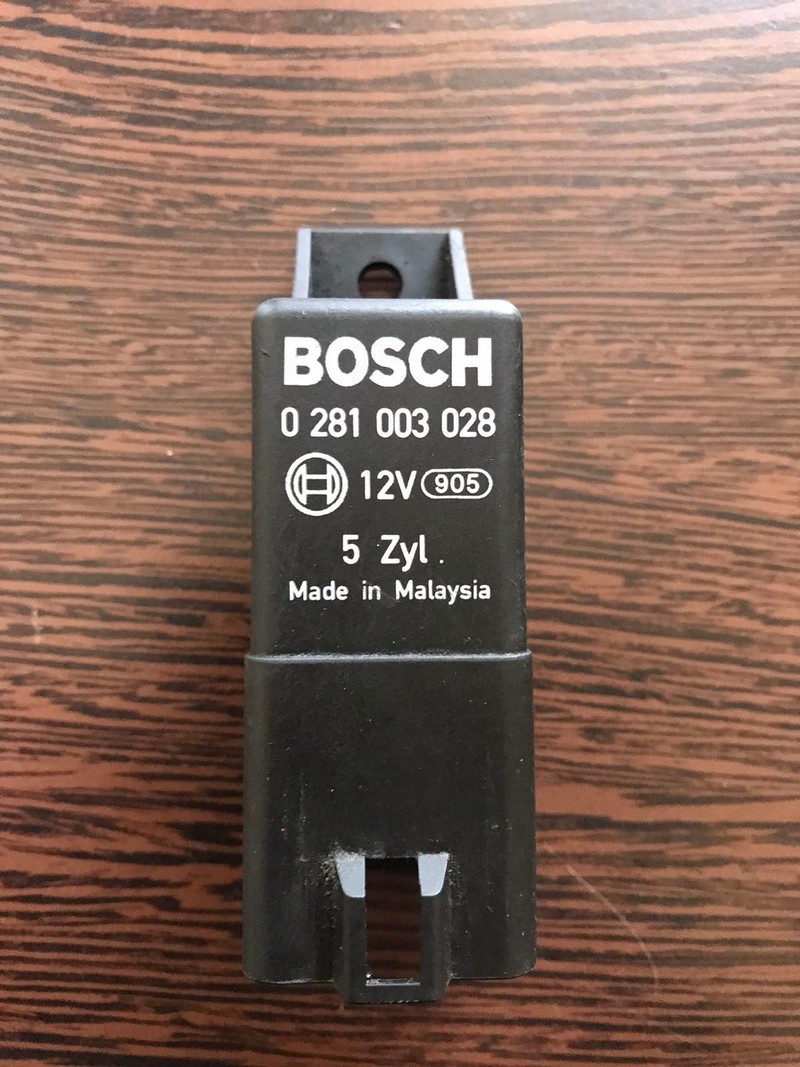 BOSCH
0 281 003 028
12V 905
5 Zyl.
Made in Malaysia